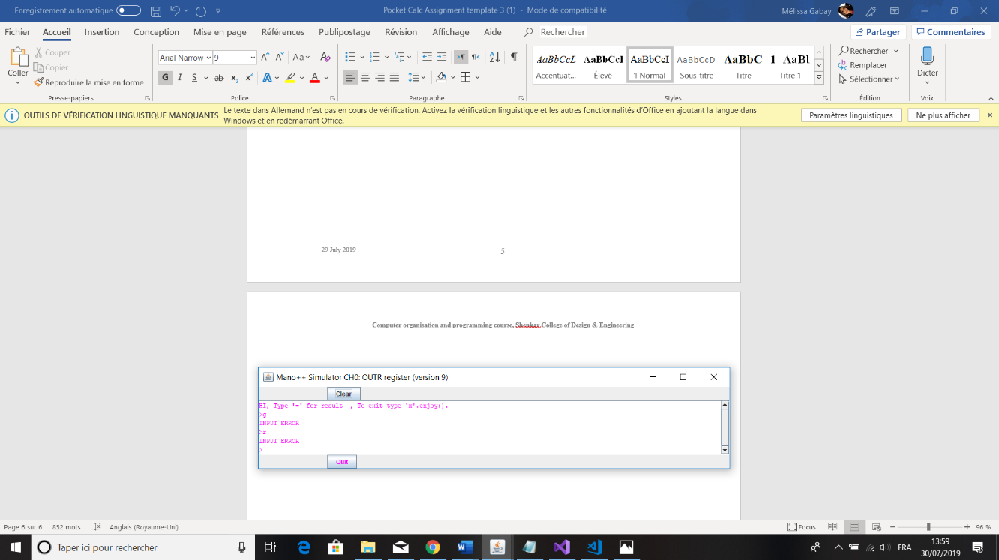 Enregistrement automatique
Pocket Calc Assignment template 3 (1) - Mode de compatibilité
Mélissa Gabay
Fichier Accueil Insertion Conception Mise en page Références Publipostage Révision Affichage Aide Rechercher
Partager Commentaires
Coller
Couper
Copier
Reproduire la mise en forme
Presse-papiers
Arial Narrow 9
G I S ab x₂ x²
Police
Paragraphe
AaBbCcL AaBbCcI AaBbCcI AaBbCcD AaBbC 1 AaBl
Accentuat... Élevé ¶ Normal Sous-titre Titre Titre 1
Styles
Rechercher
Remplacer
Sélectionner
Édition
Dicter
Voix
OUTILS DE VÉRIFICATION LINGUISTIQUE MANQUANTS Le texte dans Allemand n'est pas en cours de vérification. Activez la vérification linguistique et les autres fonctionnalités d'Office en ajoutant la langue dans
Windows et en redémarrant Office.
Paramètres linguistiques Ne plus afficher
29 July 2019 5
Computer organisation and programming course, Shenkar College of Design & Engineering
Mano++ Simulator CH0: OUTR register (version 9)
Clear
HI, Type '=' for result , To exit type 'x'.enjoy:).
>g
INPUT ERROR
>r
INPUT ERROR
>
Quit
Page 6 sur 6 852 mots Anglais (Royaume-Uni)
Focus 96 %
Taper ici pour rechercher
FRA
13:59
30/07/2019